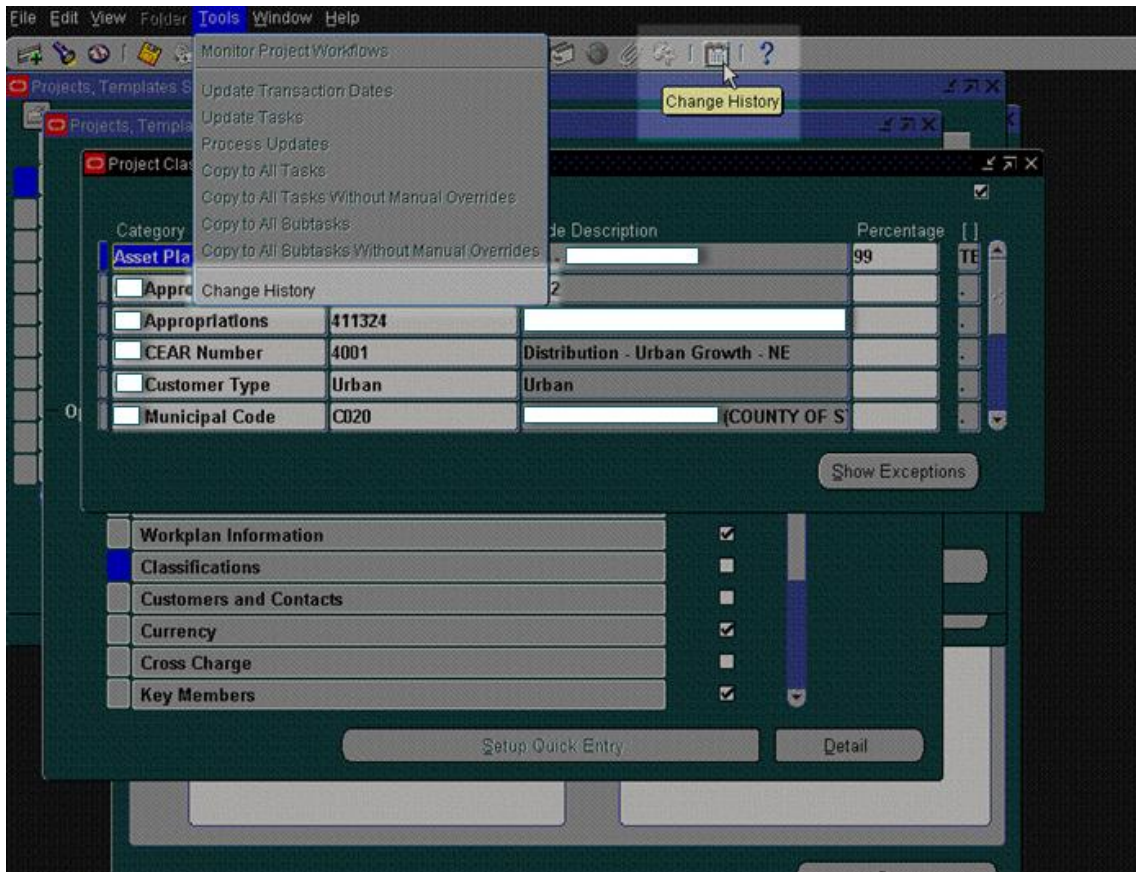 File Edit View Folder Tools Window Help
Monitor Project Workflows
Update Transaction Dates
Update Tasks
Process Updates
Copy to All Tasks
Copy to All Tasks Without Manual Overrides
Copy to All Subtasks
Copy to All Subtasks Without Manual Overrides
Change History
Change History
Projects, Templates S
Projects, Templa
Project Clas
Category de Description Percentage [ ]
Asset Pla 99 TE
Appro 2 .
Appropriations 411324 .
CEAR Number 4001 Distribution - Urban Growth - NE .
Customer Type Urban Urban .
Municipal Code C020 (COUNTY OF S .
Show Exceptions
Workplan Information
Classifications
Customers and Contacts
Currency
Cross Charge
Key Members
Setup Quick Entry Detail